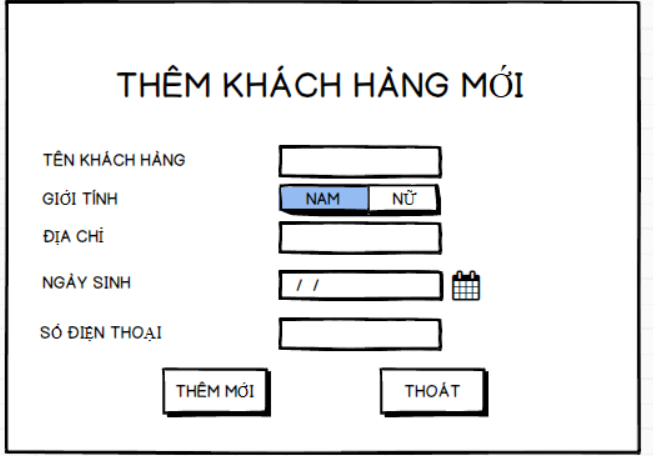 THÊM KHÁCH HÀNG MỚI
TÊN KHÁCH HÀNG
GIỚI TÍNH
NAM NỮ
ĐỊA CHỈ
NGÀY SINH
/ /
SỐ ĐIỆN THOẠI
THÊM MỚI
THOÁT